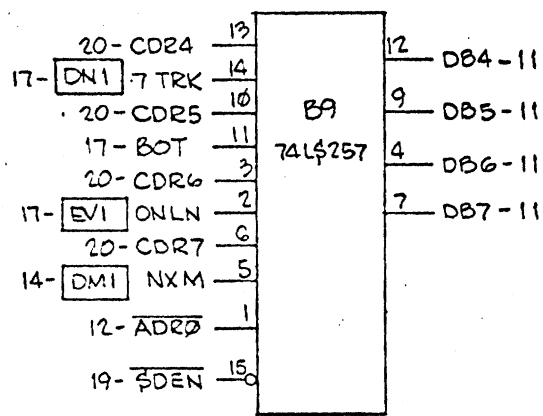 20-CDR4 13
17-DN1 7 TRK 14
20-CDR5 10
17-BOT 11
20-CDR6 3
17-EV1 ONLN 2
20-CDR7 6
14-DM1 NXM 5
12-ADR0 1
19-SDEN 15
B9
74LS257
12 DB4-11
9 DB5-11
4 DB6-11
7 DB7-11